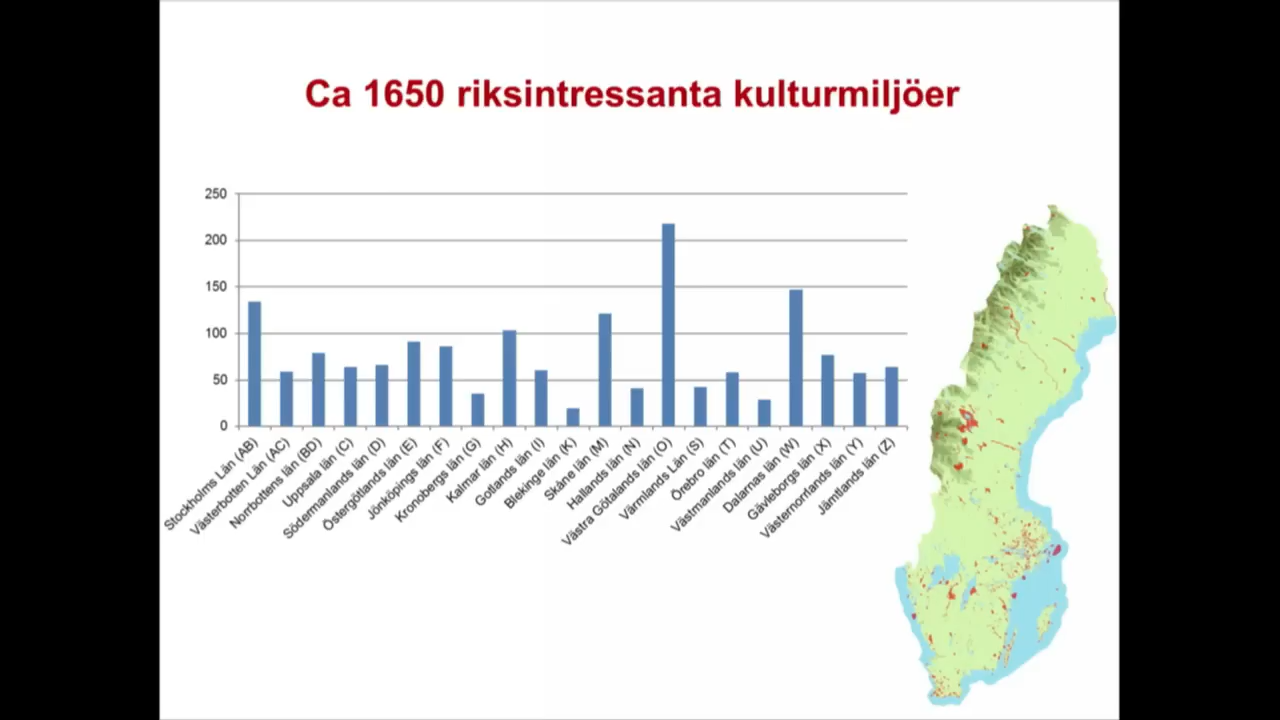 Ca 1650 riksintressanta kulturmiljöer
250
200
150
100
50
0
Stockholms Län (AB)
Västerbotten Län (AC)
Norrbottens län (BD)
Uppsala län (C)
Södermanlands län (D)
Östergötlands län (E)
Jönköpings län (F)
Kronobergs län (G)
Kalmar län (H)
Gotlands län (I)
Blekinge län (K)
Skåne län (M)
Hallands län (N)
Västra Götalands län (O)
Värmlands Län (S)
Örebro län (T)
Västmanlands län (U)
Dalarnas län (W)
Gävleborgs län (X)
Västernorrlands län (Y)
Jämtlands län (Z)